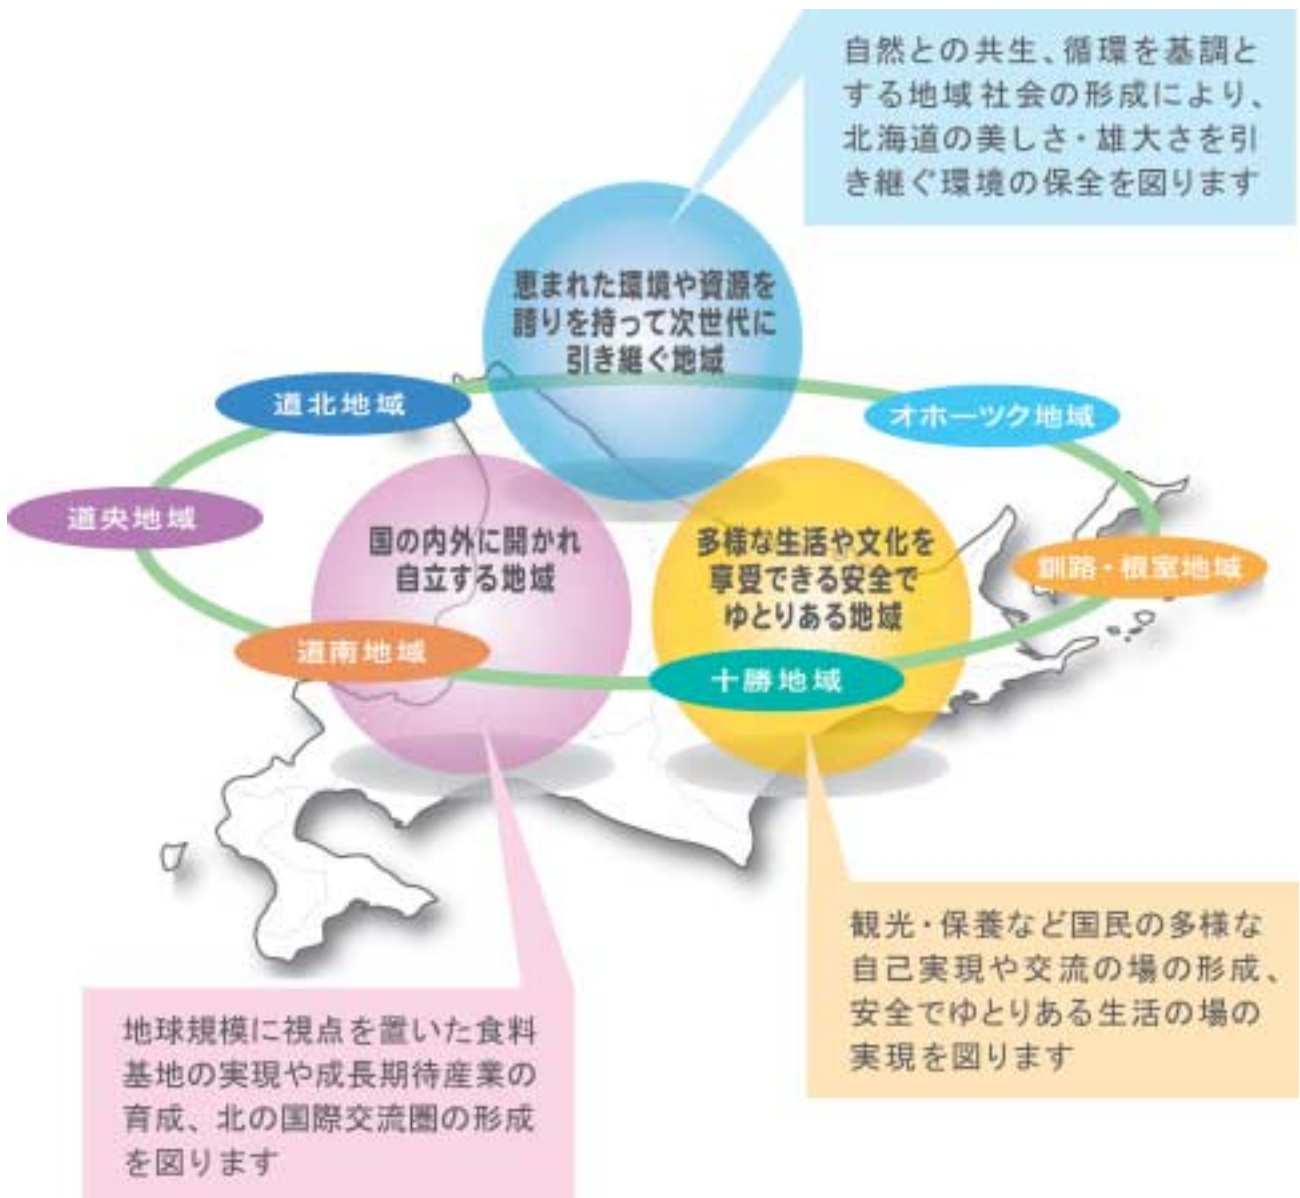 自然との共生、循環を基調と
する地域社会の形成により、
北海道の美しさ・雄大さを引
き継ぐ環境の保全を図ります
恵まれた環境や資源を
誇りを持って次世代に
引き継ぐ地域
道北地域
オホーツク地域
道央地域
国の内外に開かれ
自立する地域
多様な生活や文化を
享受できる安全で
ゆとりある地域
釧路・根室地域
道南地域
十勝地域
観光・保養など国民の多様な
自己実現や交流の場の形成、
安全でゆとりある生活の場の
実現を図ります
地球規模に視点を置いた食料
基地の実現や成長期待産業の
育成、北の国際交流圏の形成
を図ります